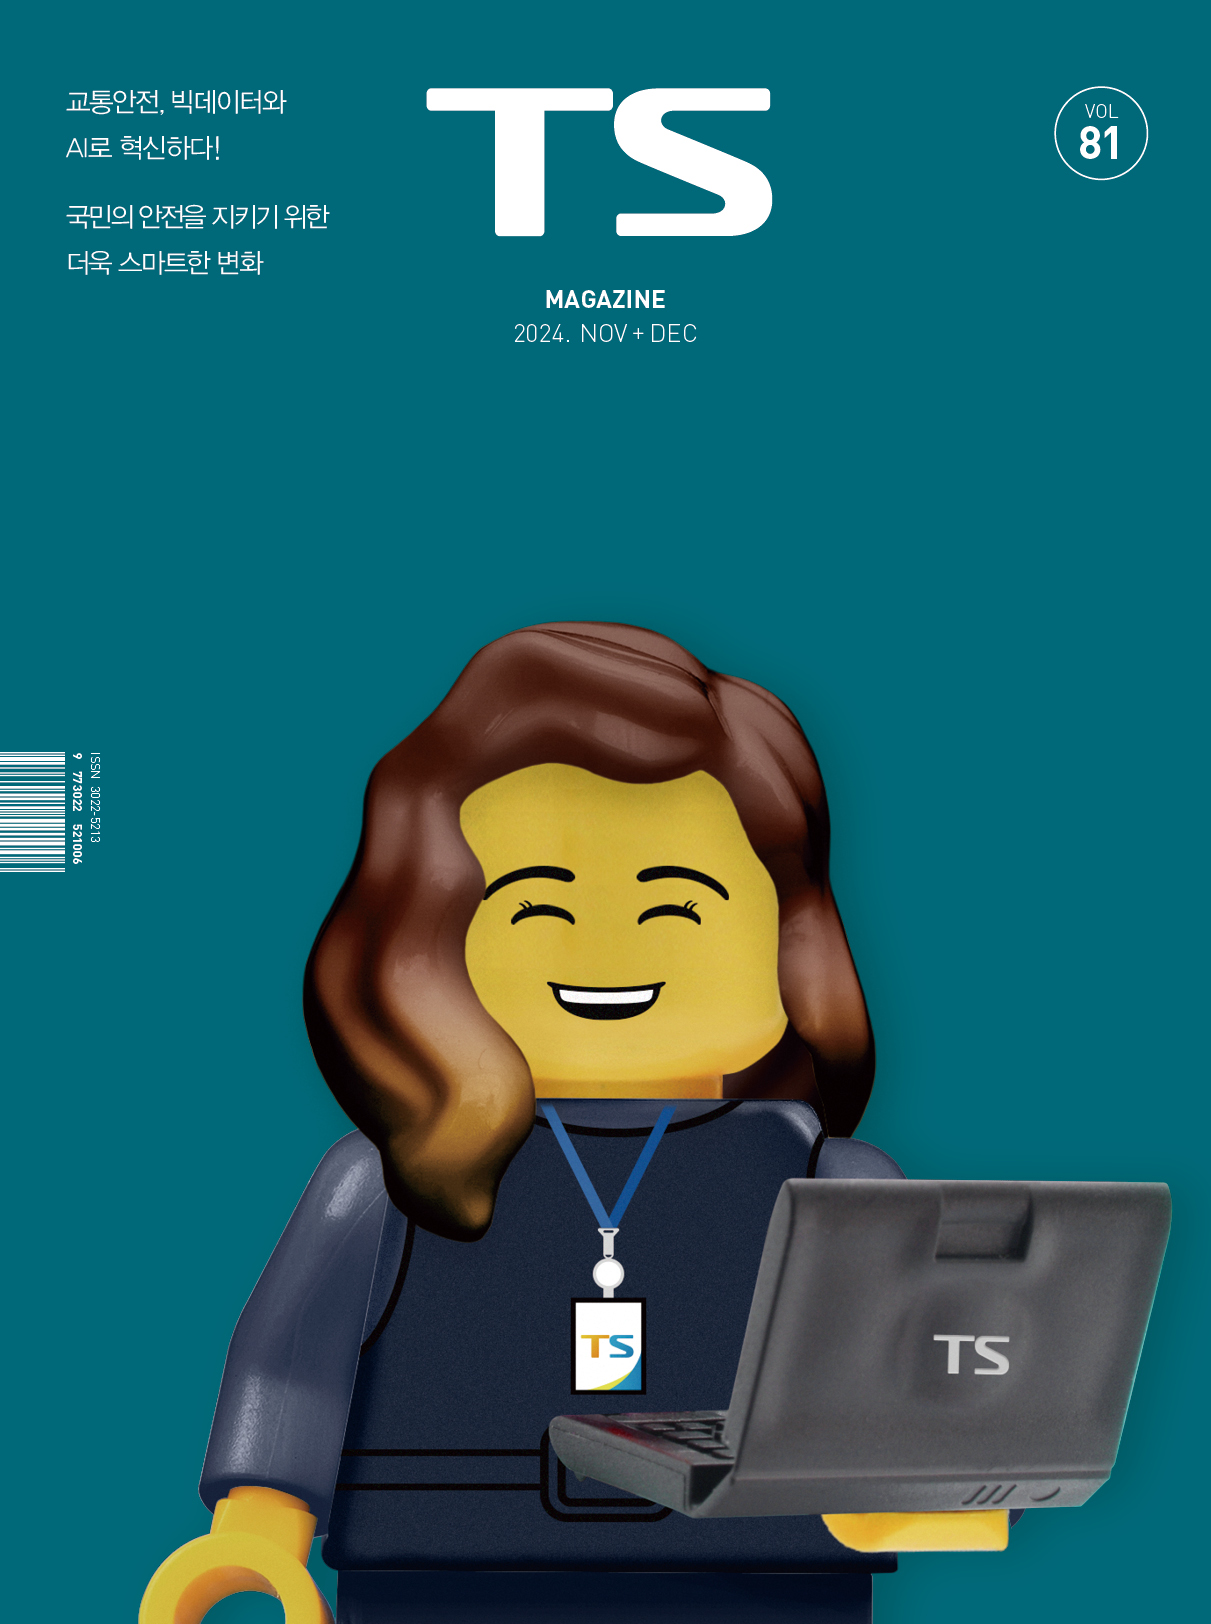 교통안전, 빅데이터와
AI로 혁신하다!
국민의 안전을 지키기 위한
더욱 스마트한 변화
TS
MAGAZINE
2024. NOV + DEC
VOL
81
ISSN 3022-5213
9 773022 521006
TS
TS